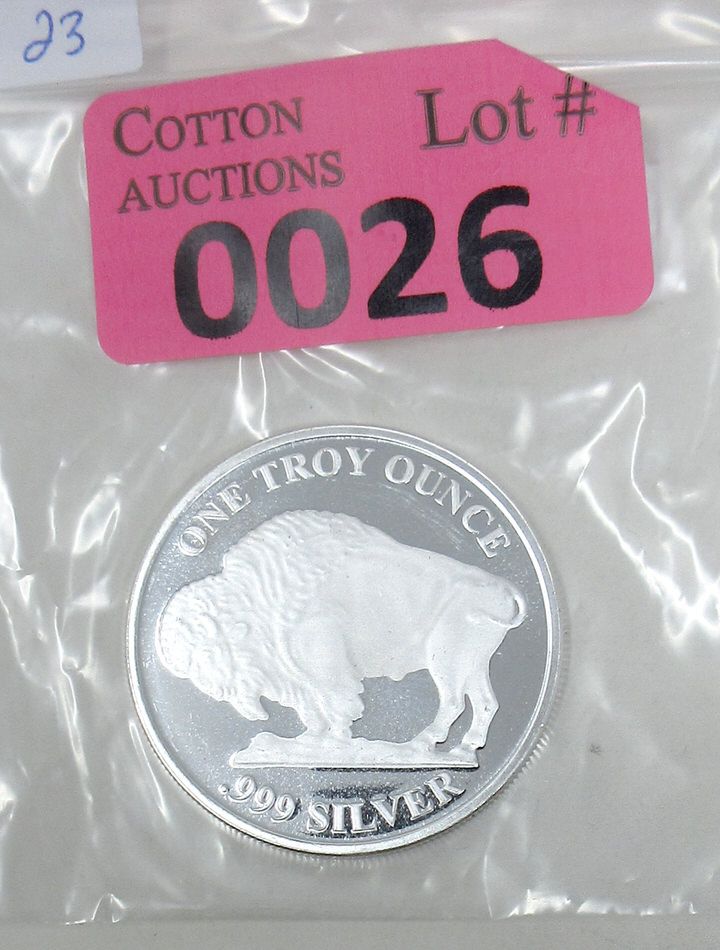 23
COTTON
AUCTIONS
Lot #
0026
ONE TROY OUNCE
.999 SILVER